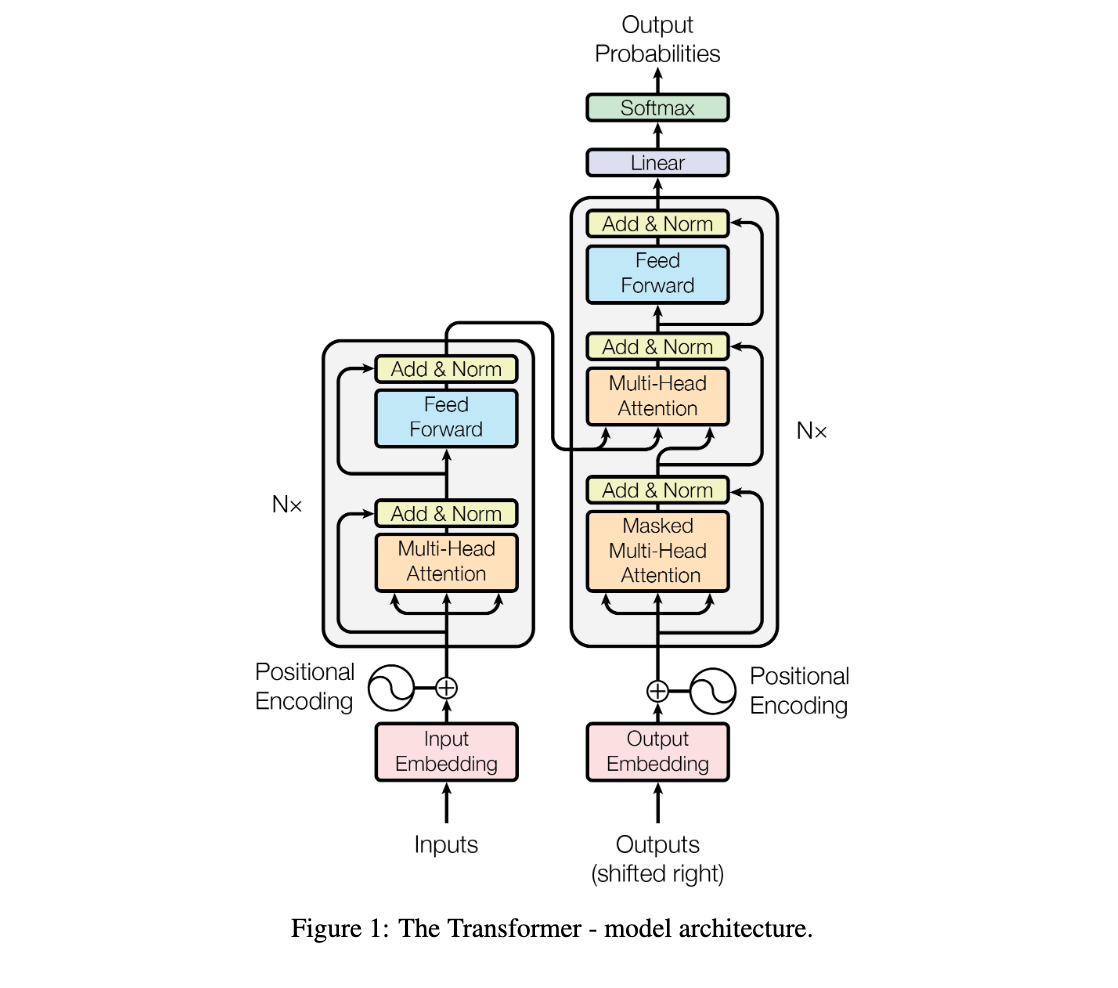 Output
Probabilities
Softmax
Linear
Add & Norm
Feed
Forward
Add & Norm
Multi-Head
Attention
Add & Norm
Masked
Multi-Head
Attention
Nx
Add & Norm
Feed
Forward
Add & Norm
Multi-Head
Attention
Nx
Positional
Encoding
Positional
Encoding
Input
Embedding
Output
Embedding
Inputs
Outputs
(shifted right)
Figure 1: The Transformer - model architecture.